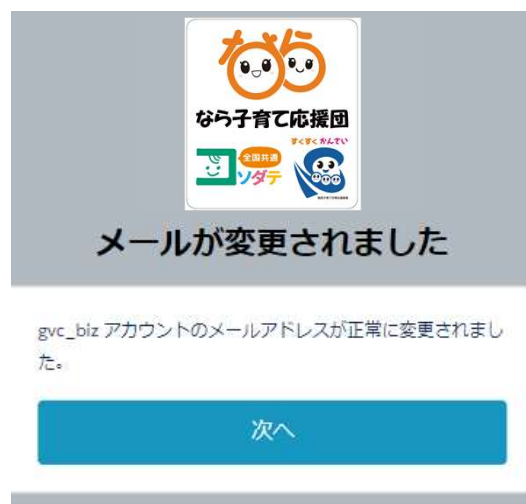 なら
なら子育て応援団
全国共通
コソダテ
すくすく かんさい
メールが変更されました
gvc_biz アカウントのメールアドレスが正常に変更されまし
た。
次へ